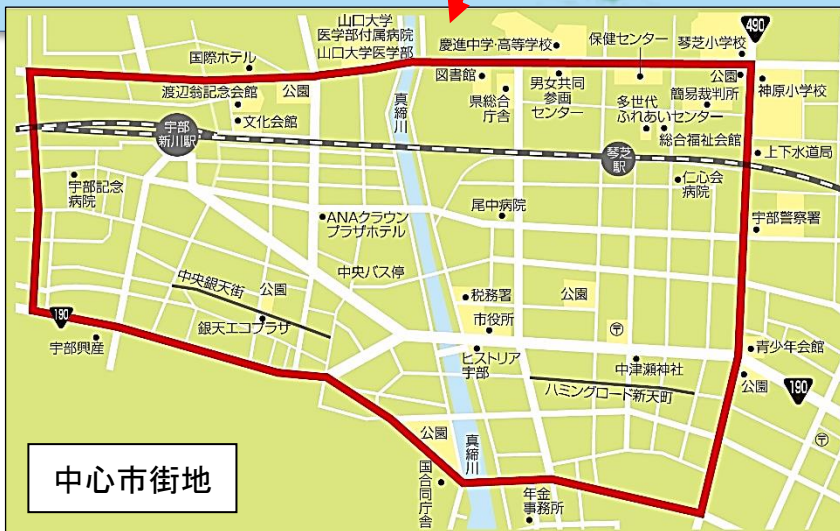 山口大学
医学部付属病院
山口大学医学部
慶進中学・高等学校
保健センター
琴芝小学校
490
国際ホテル
図書館
公園
渡辺翁記念会館
公園
県総合
庁舎
男女共同
参画
センター
簡易裁判所
神原小学校
真締川
多世代
ふれあいセンター
文化会館
総合福祉会館
宇部
新川駅
琴芝
駅
上下水道局
宇部記念
病院
仁心会
病院
尾中病院
ANAクラウン
プラザホテル
宇部警察署
中央バス停
中央銀天街
公園
税務署
公園
190
銀天エコプラザ
市役所
〒
宇部興産
ヒストリア
宇部
中津瀬神社
青少年会館
公園
ハミングロード新天町
190
公園
真締川
〒
中心市街地
国合同庁舎
年金
事務所